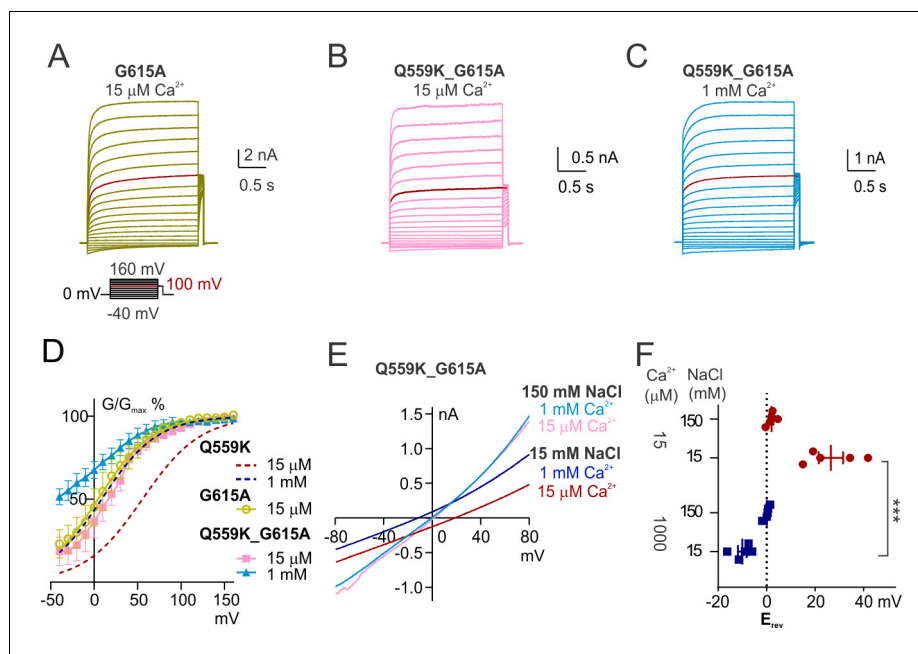 A
G615A
15 μM Ca²⁺
2 nA
0.5 s
160 mV
0 mV
100 mV
-40 mV
B
Q559K_G615A
15 μM Ca²⁺
0.5 nA
0.5 s
C
Q559K_G615A
1 mM Ca²⁺
1 nA
0.5 s
D
G/Gmax %
100
50
-50 0 50 100 150
mV
Q559K
15 μM
1 mM
G615A
15 μM
Q559K_G615A
15 μM
1 mM
E
Q559K_G615A
nA
1.5
1.0
0.5
0.0
-0.5
-1.0
-80 -40 0 40 80
mV
150 mM NaCl
1 mM Ca²⁺
15 μM Ca²⁺
15 mM NaCl
1 mM Ca²⁺
15 μM Ca²⁺
F
Ca²⁺ NaCl
(μM) (mM)
15
150
15
1000
150
15
***
-20 0 20 40 mV
Erev